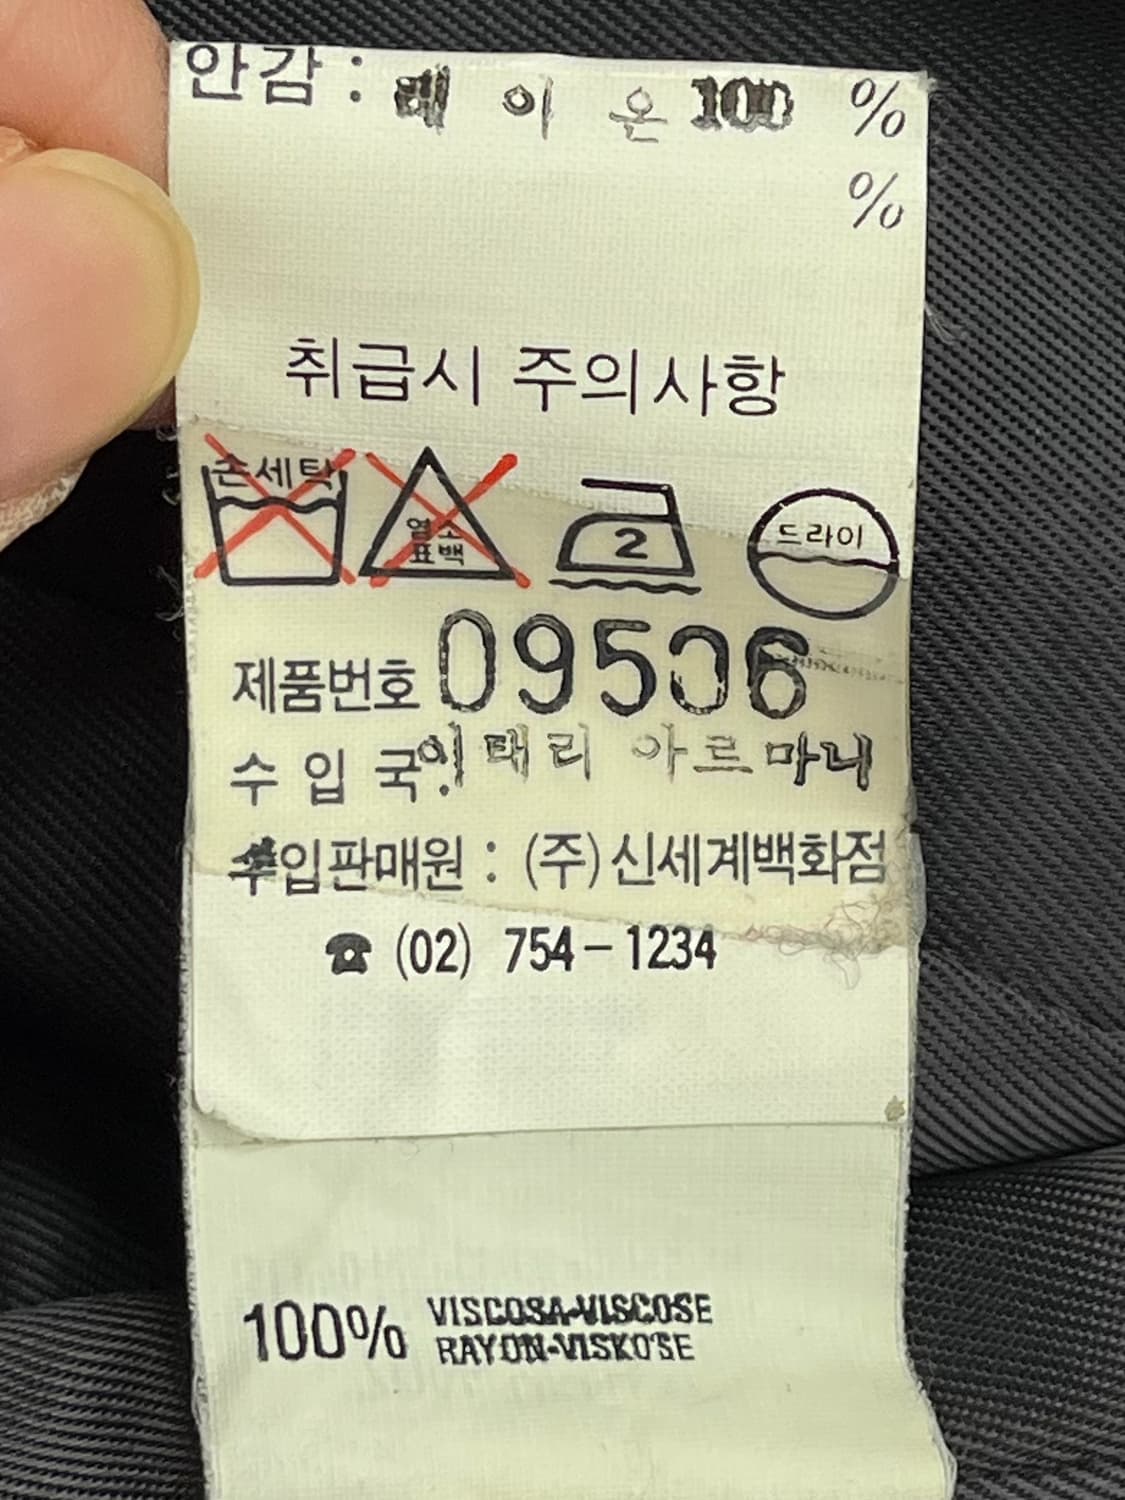 안감 : 레이온 100 %
%
취급시 주의사항
손세탁 염소 표백 2 드라이
제품번호 09506
수 입 국 : 이태리 아르마니
수입판매원 : (주)신세계백화점
☎ (02) 754-1234
100% VISCOSA-VISCOSE
RAYON-VISKOSE